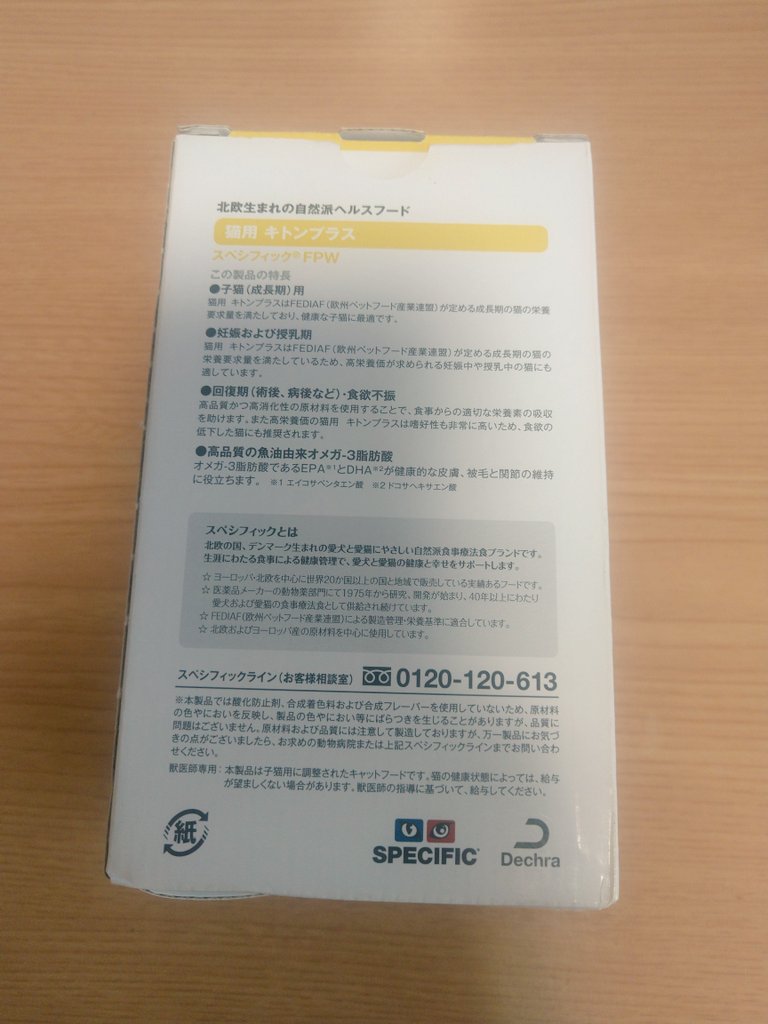 北欧生まれの自然派ヘルスフード
猫用 キトンプラス
スペシフィック® FPW
この製品の特長
●子猫(成長期)用
猫用 キトンプラスはFEDIAF(欧州ペットフード産業連盟)が定める成長期の猫の栄養
要求量を満たしており、健康な子猫に最適です。
●妊娠および授乳期
猫用 キトンプラスはFEDIAF(欧州ペットフード産業連盟)が定める成長期の猫の
栄養要求量を満たしているため、高栄養価が求められる妊娠中や授乳中の猫にも
適しています。
●回復期(術後、病後など)・食欲不振
高品質かつ高消化性の原材料を使用することで、食事からの適切な栄養素の吸収
を助けます。また高栄養価の猫用 キトンプラスは嗜好性も非常に高いため、食欲の
低下した猫にも推奨されます。
●高品質の魚油由来オメガ-3脂肪酸
オメガ-3脂肪酸であるEPA※1とDHA※2が健康的な皮膚、被毛と関節の維持
に役立ちます。 ※1 エイコサペンタエン酸 ※2 ドコサヘキサエン酸
スペシフィックとは
北欧の国、デンマーク生まれの愛犬と愛猫にやさしい自然派食事療法食ブランドです。
生涯にわたる食事による健康管理で、愛犬と愛猫の健康と幸せをサポートします。
☆ ヨーロッパ・北欧を中心に世界20か国以上の国と地域で販売している実績あるフードです。
☆ 医薬品メーカーの動物薬部門にて1975年から研究、開発が始まり、40年以上にわたり
愛犬および愛猫の食事療法食として供給され続けています。
☆ FEDIAF(欧州ペットフード産業連盟)による製造管理・栄養基準に適合しています。
☆ 北欧およびヨーロッパ産の原材料を中心に使用しています。
スペシフィックライン(お客様相談室) 0120-120-613
※本製品では酸化防止剤、合成着色料および合成フレーバーを使用していないため、原材料
の色やにおいを反映し、製品の色やにおい等にばらつきを生じることがありますが、品質に
問題はございません。原材料および品質には注意して製造しておりますが、万一製品にお気づ
きの点がございましたら、お求めの動物病院または上記スペシフィックラインまでお問い合わ
せください。
獣医師専用:本製品は子猫用に調整されたキャットフードです。猫の健康状態によっては、給与
が望ましくない場合があります。獣医師の指導に基づいて、給与してください。
紙
SPECIFIC
Dechra